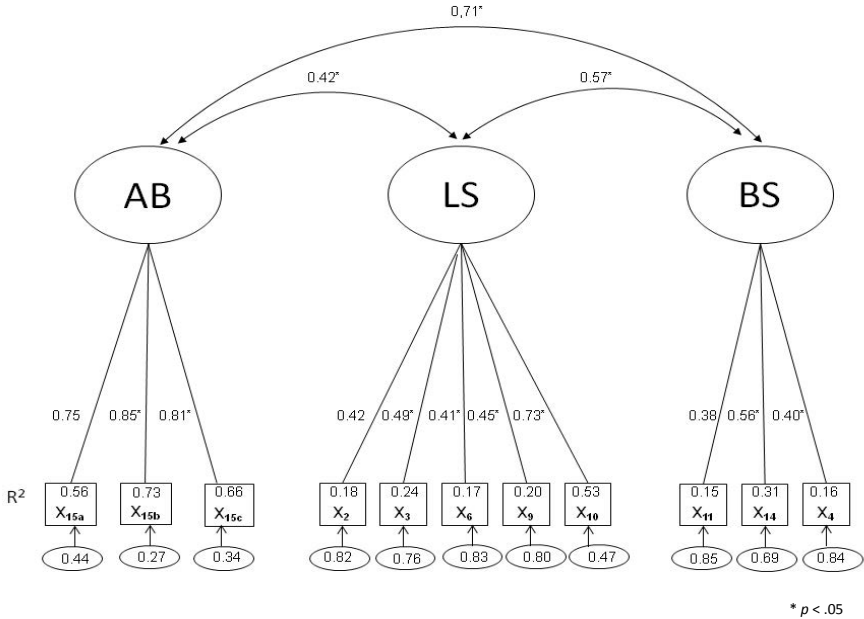 0,71*
0.42* 0.57*
AB LS BS
0.75 0.85* 0.81* 0.42 0.49* 0.41* 0.45* 0.73* 0.38 0.56* 0.40*
R² 0.56 0.73 0.66 0.18 0.24 0.17 0.20 0.53 0.15 0.31 0.16
X15a X15b X15c X2 X3 X6 X9 X10 X11 X14 X4
0.44 0.27 0.34 0.82 0.76 0.83 0.80 0.47 0.85 0.69 0.84
* p < .05